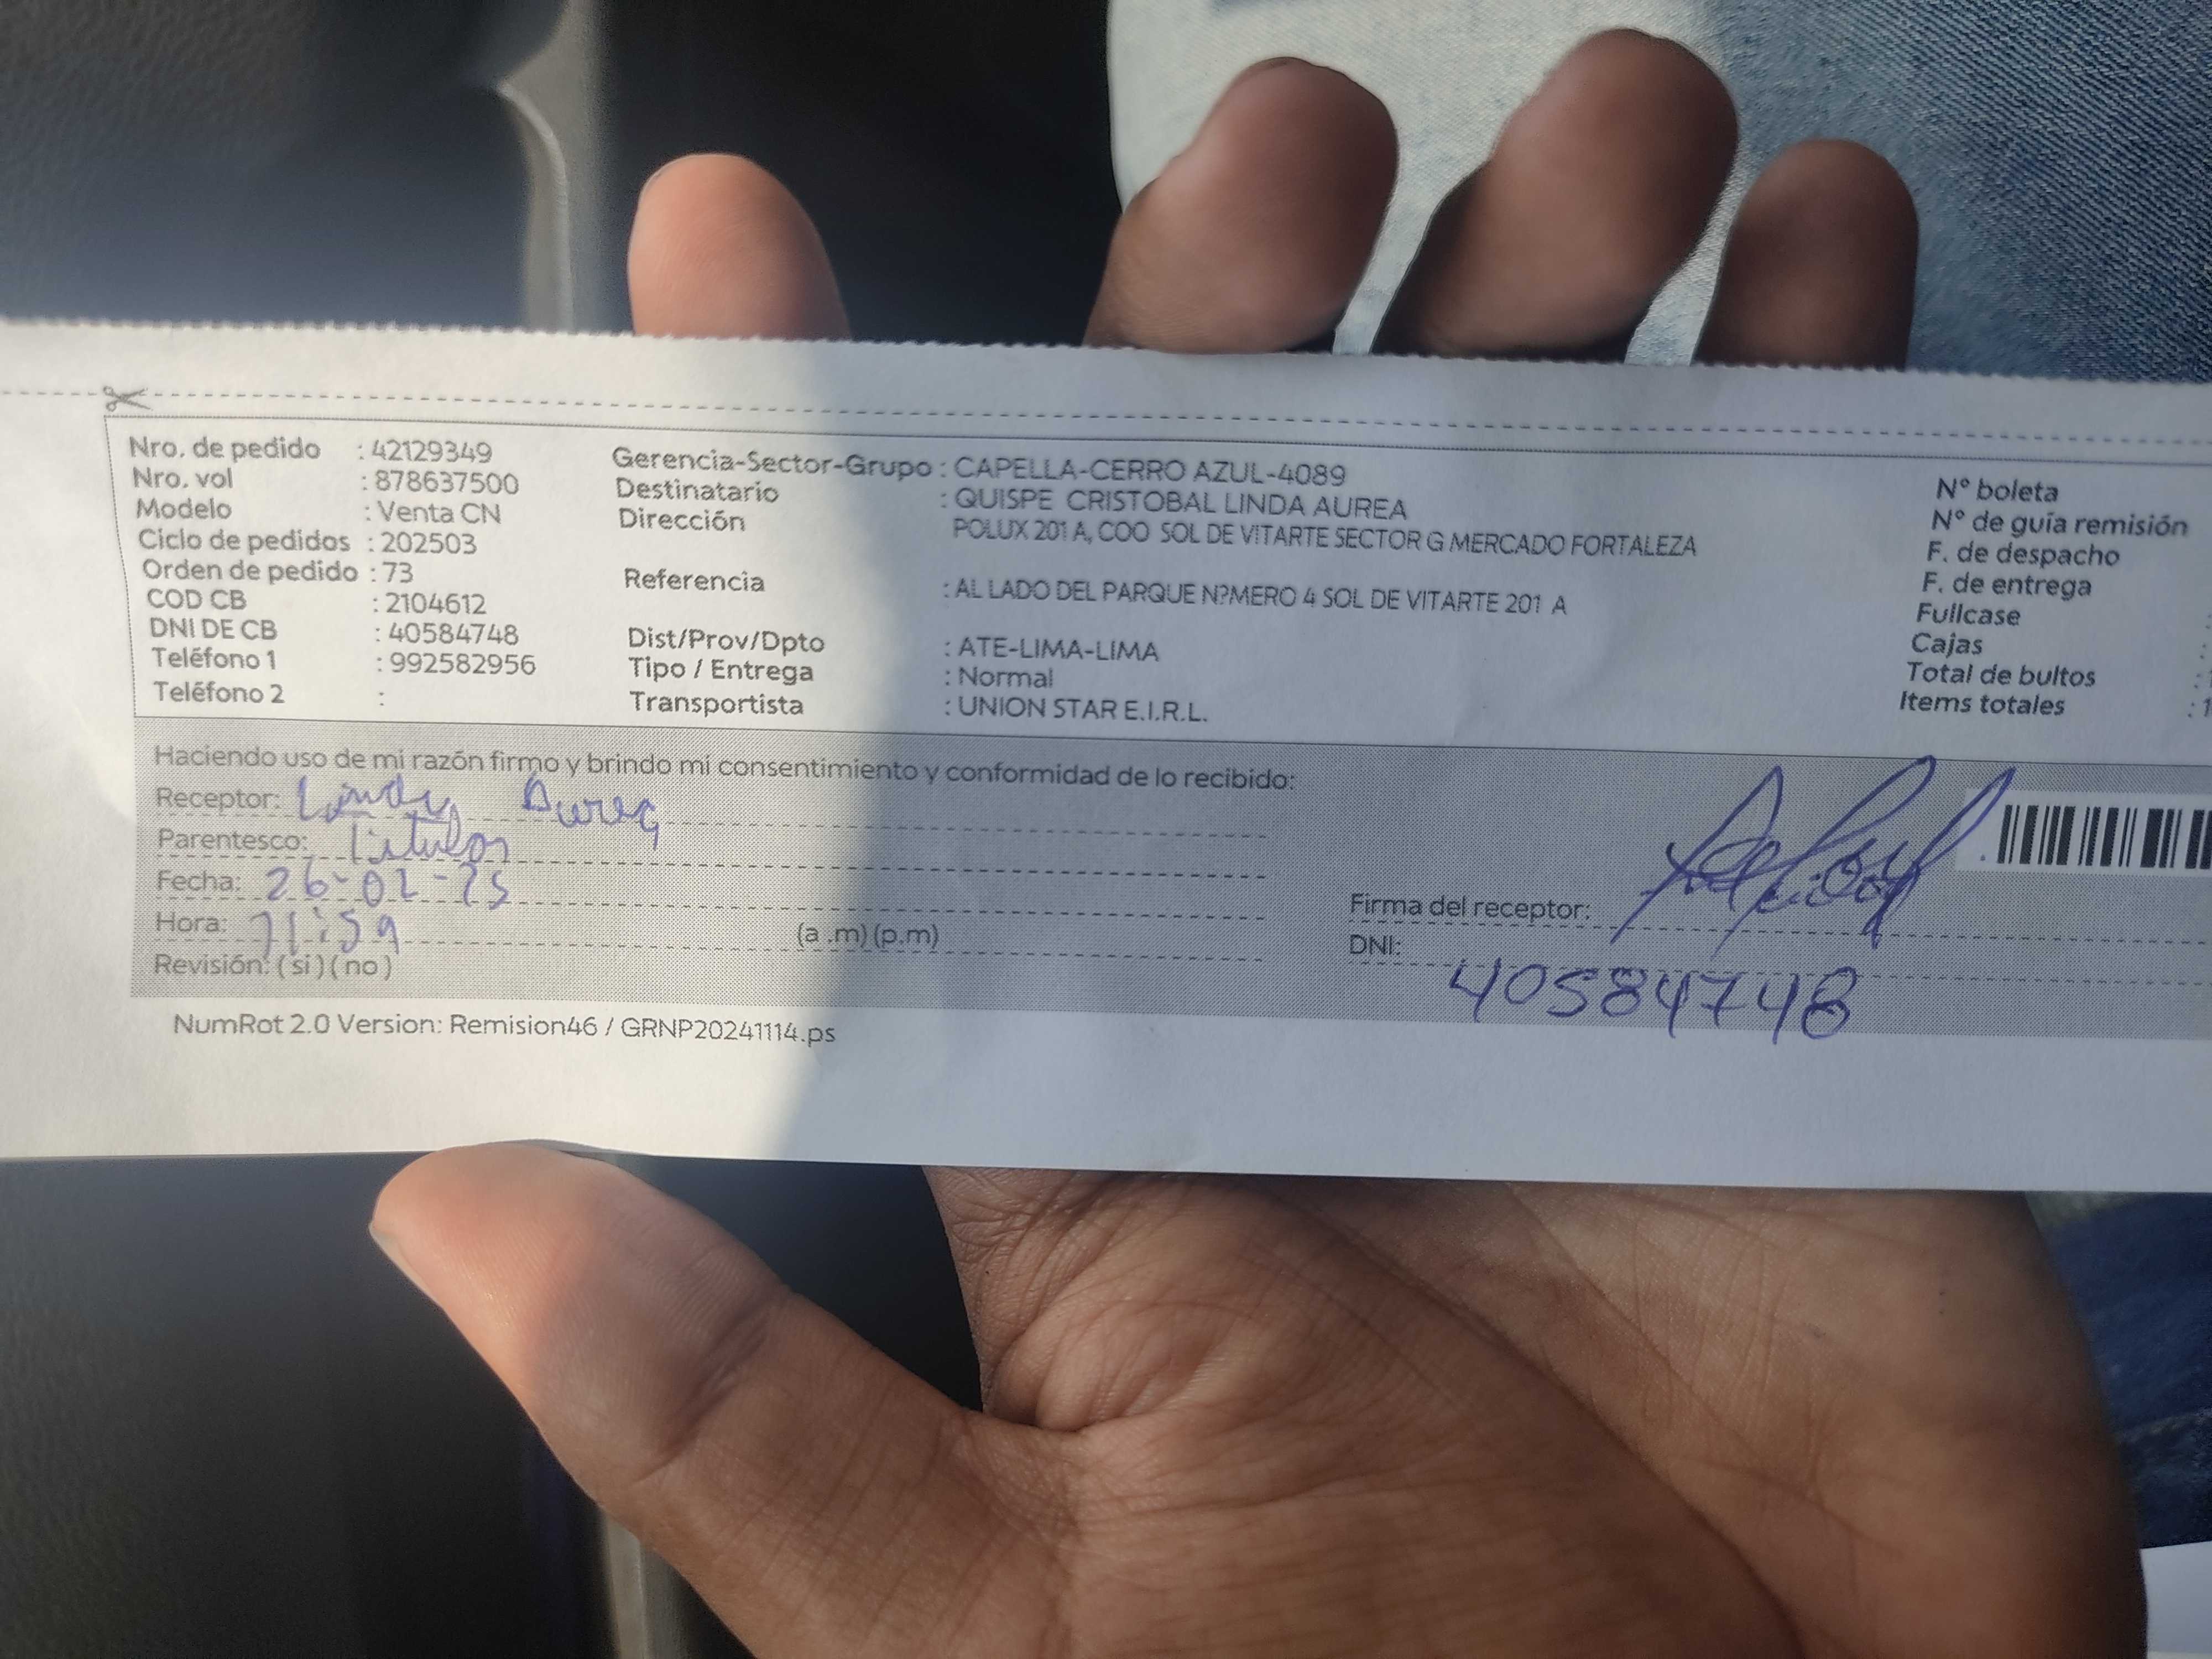 Nro. de pedido : 42129349
Nro. vol : 878637500
Modelo : Venta CN
Ciclo de pedidos : 202503
Orden de pedido : 73
COD CB : 2104612
DNI DE CB : 40584748
Teléfono 1 : 992582956
Teléfono 2 :
Gerencia-Sector-Grupo : CAPELLA-CERRO AZUL-4089
Destinatario : QUISPE CRISTOBAL LINDA AUREA
Dirección POLUX 201 A, COO SOL DE VITARTE SECTOR G MERCADO FORTALEZA
Referencia : AL LADO DEL PARQUE N?MERO 4 SOL DE VITARTE 201 A
Dist/Prov/Dpto : ATE-LIMA-LIMA
Tipo / Entrega : Normal
Transportista : UNION STAR E.I.R.L.
N° boleta
N° de guía remisión
F. de despacho
F. de entrega
Fullcase :
Cajas :
Total de bultos : 1
Items totales : 1
Haciendo uso de mi razón firmo y brindo mi consentimiento y conformidad de lo recibido:
Receptor: Linda Aurea
Parentesco: Titular
Fecha: 26-02-25
Hora: 11:59 (a .m) (p.m)
Revisión: ( si ) ( no )
Firma del receptor:
DNI: 40584748
NumRot 2.0 Version: Remision46 / GRNP20241114.ps